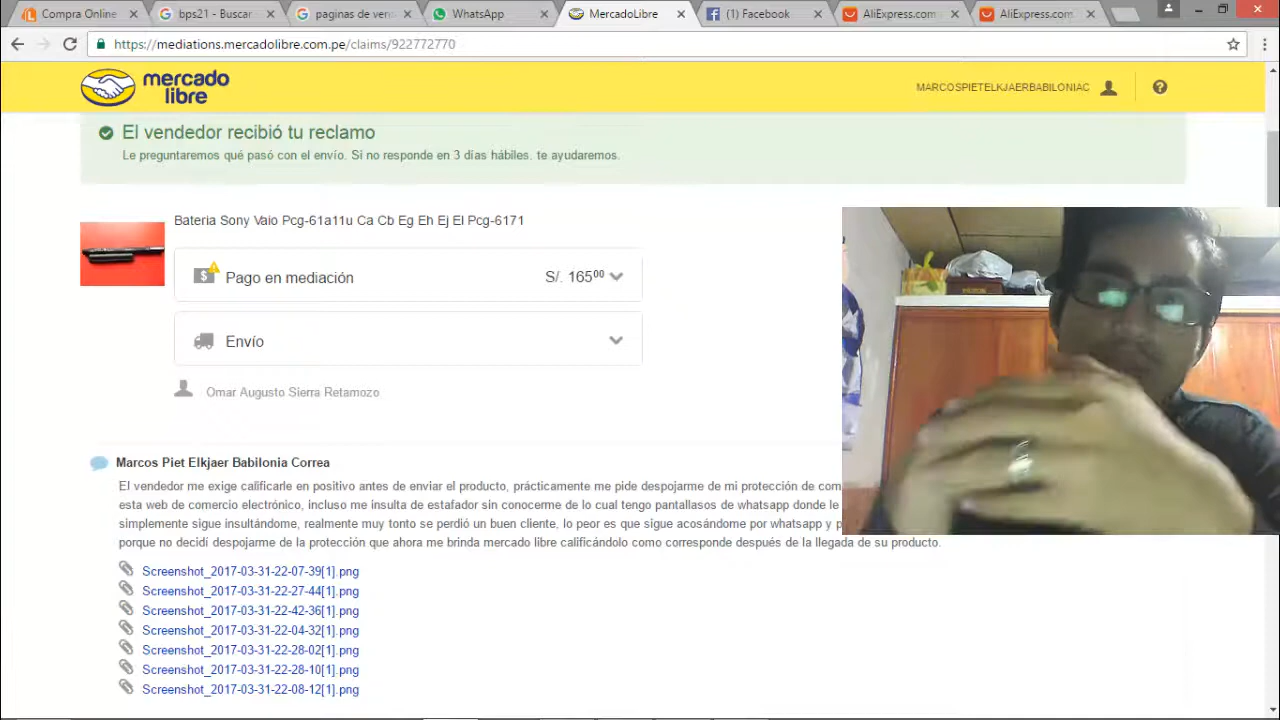 Compra Online
bps21 - Buscar
paginas de ven
WhatsApp
MercadoLibre
(1) Facebook
AliExpress.com
AliExpress.com
https://mediations.mercadolibre.com.pe/claims/922772770
mercado
libre
MARCOSPIETELKJAERBABILONIAC
El vendedor recibió tu reclamo
Le preguntaremos qué pasó con el envío. Si no responde en 3 días hábiles. te ayudaremos.
Bateria Sony Vaio Pcg-61a11u Ca Cb Eg Eh Ej El Pcg-6171
Pago en mediación S/. 165⁰⁰
Envío
Omar Augusto Sierra Retamozo
Marcos Piet Elkjaer Babilonia Correa
El vendedor me exige calificarle en positivo antes de enviar el producto, prácticamente me pide despojarme de mi protección de com
esta web de comercio electrónico, incluso me insulta de estafador sin conocerme de lo cual tengo pantallasos de whatsapp donde le
simplemente sigue insultándome, realmente muy tonto se perdió un buen cliente, lo peor es que sigue acosándome por whatsapp y p
porque no decidí despojarme de la protección que ahora me brinda mercado libre calificándolo como corresponde después de la llegada de su producto.
Screenshot_2017-03-31-22-07-39[1].png
Screenshot_2017-03-31-22-27-44[1].png
Screenshot_2017-03-31-22-42-36[1].png
Screenshot_2017-03-31-22-04-32[1].png
Screenshot_2017-03-31-22-28-02[1].png
Screenshot_2017-03-31-22-28-10[1].png
Screenshot_2017-03-31-22-08-12[1].png